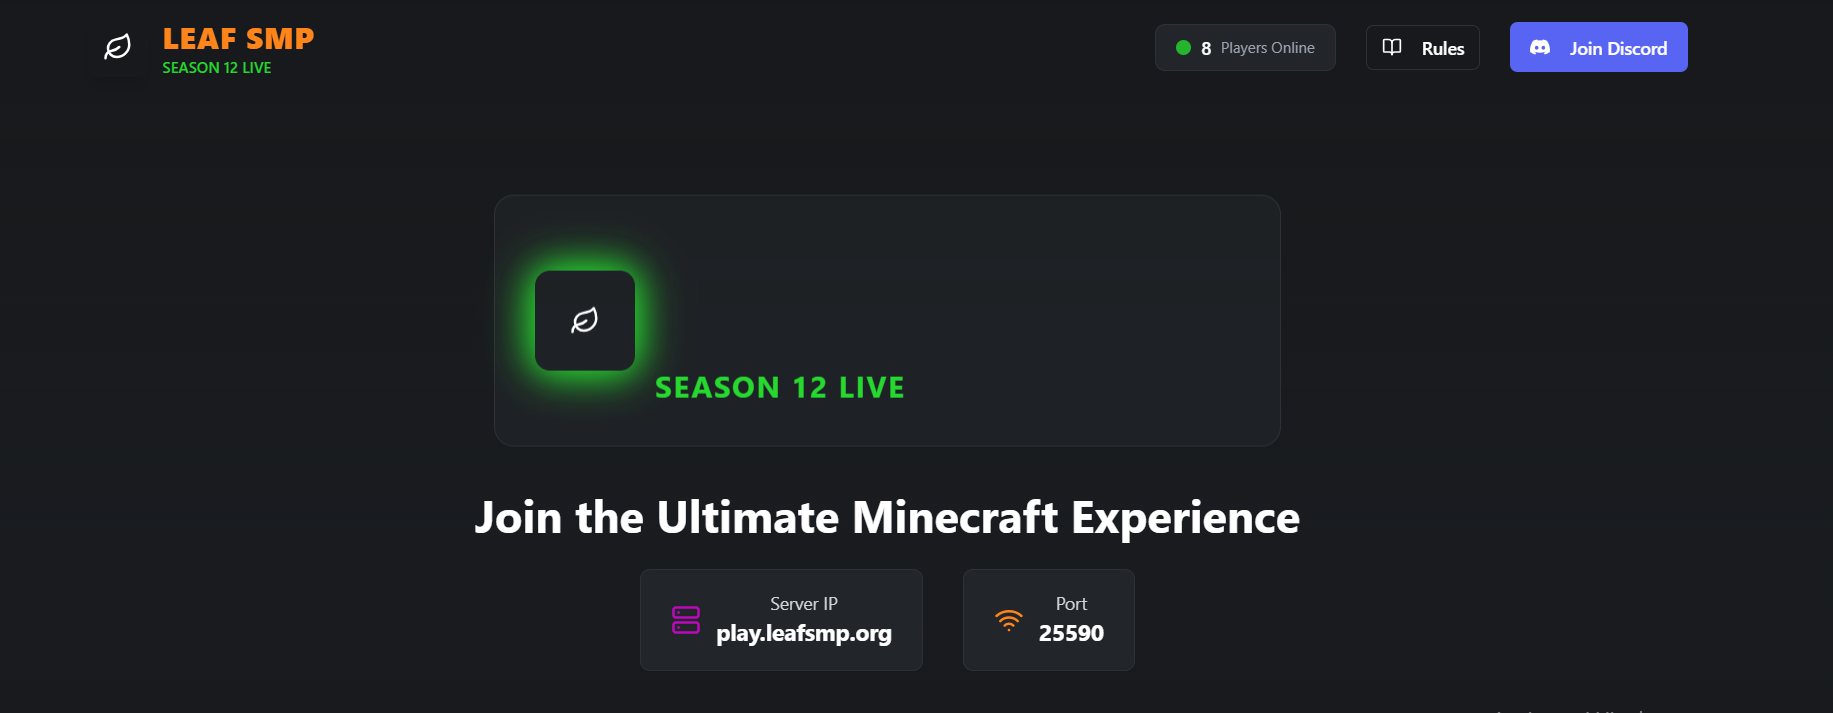 LEAF SMP
SEASON 12 LIVE
8 Players Online
Rules
Join Discord
SEASON 12 LIVE
Join the Ultimate Minecraft Experience
Server IP
play.leafsmp.org
Port
25590